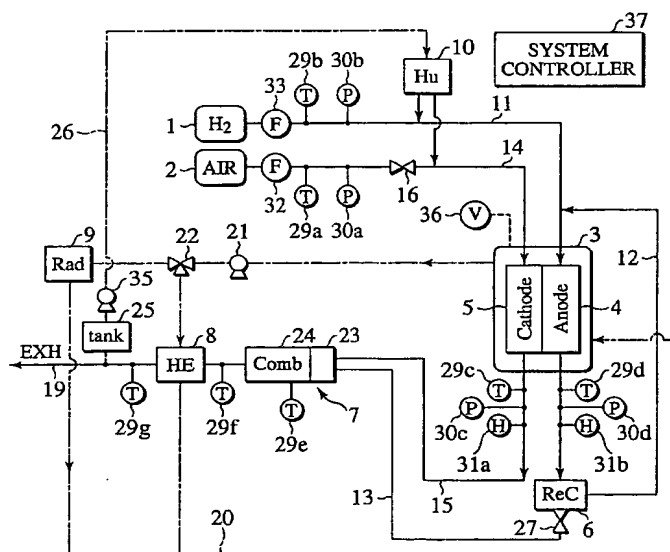 37
SYSTEM
CONTROLLER
10
29b
30b
Hu
33
T
P
26
1
H2
F
11
14
2
AIR
F
16
32
T
P
29a
30a
36
V
3
12
9
22
21
Rad
35
25
tank
8
24
23
5
Cathode
Anode
4
EXH
19
HE
Comb
29c
T
T
29d
P
P
T
29g
T
29f
T
29e
7
30c
H
H
30d
31a
31b
13
15
ReC
27
6
20